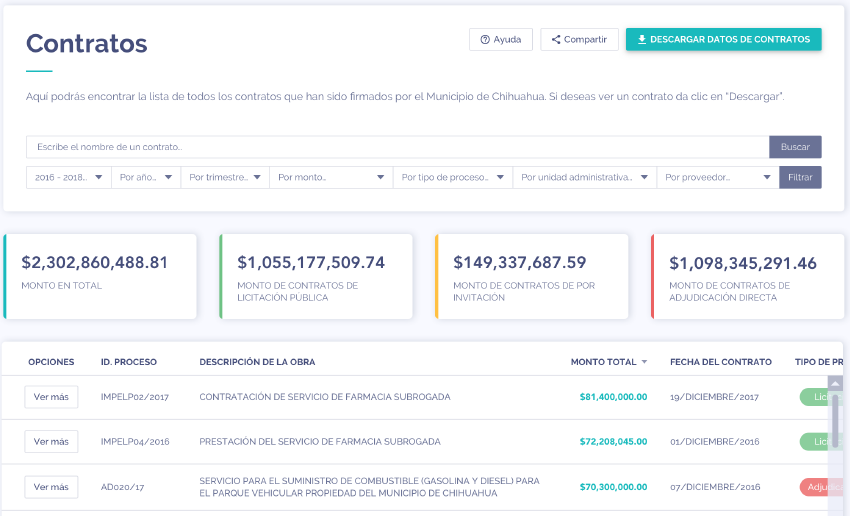 Contratos
Ayuda
Compartir
DESCARGAR DATOS DE CONTRATOS
Aquí podrás encontrar la lista de todos los contratos que han sido firmados por el Municipio de Chihuahua. Si deseas ver un contrato da clic en “Descargar”.
Escribe el nombre de un contrato..
Buscar
2016 - 2018..
Por año..
Por trimestre..
Por monto..
Por tipo de proceso..
Por unidad administrativa..
Por proveedor..
Filtrar
$2,302,860,488.81
MONTO EN TOTAL
$1,055,177,509.74
MONTO DE CONTRATOS DE
LICITACIÓN PÚBLICA
$149,337,687.59
MONTO DE CONTRATOS DE POR
INVITACIÓN
$1,098,345,291.46
MONTO DE CONTRATOS DE
ADJUDICACIÓN DIRECTA
OPCIONES ID. PROCESO DESCRIPCIÓN DE LA OBRA MONTO TOTAL FECHA DEL CONTRATO TIPO DE PR
Ver más IMPELP02/2017 CONTRATACIÓN DE SERVICIO DE FARMACIA SUBROGADA $81,400,000.00 19/DICIEMBRE/2017 Lici
Ver más IMPELP04/2016 PRESTACIÓN DEL SERVICIO DE FARMACIA SUBROGADA $72,208,045.00 01/DICIEMBRE/2016 Lici
Ver más AD020/17 SERVICIO PARA EL SUMINISTRO DE COMBUSTIBLE (GASOLINA Y DIESEL) PARA
EL PARQUE VEHICULAR PROPIEDAD DEL MUNICIPIO DE CHIHUAHUA $70,300,000.00 07/DICIEMBRE/2016 Adju